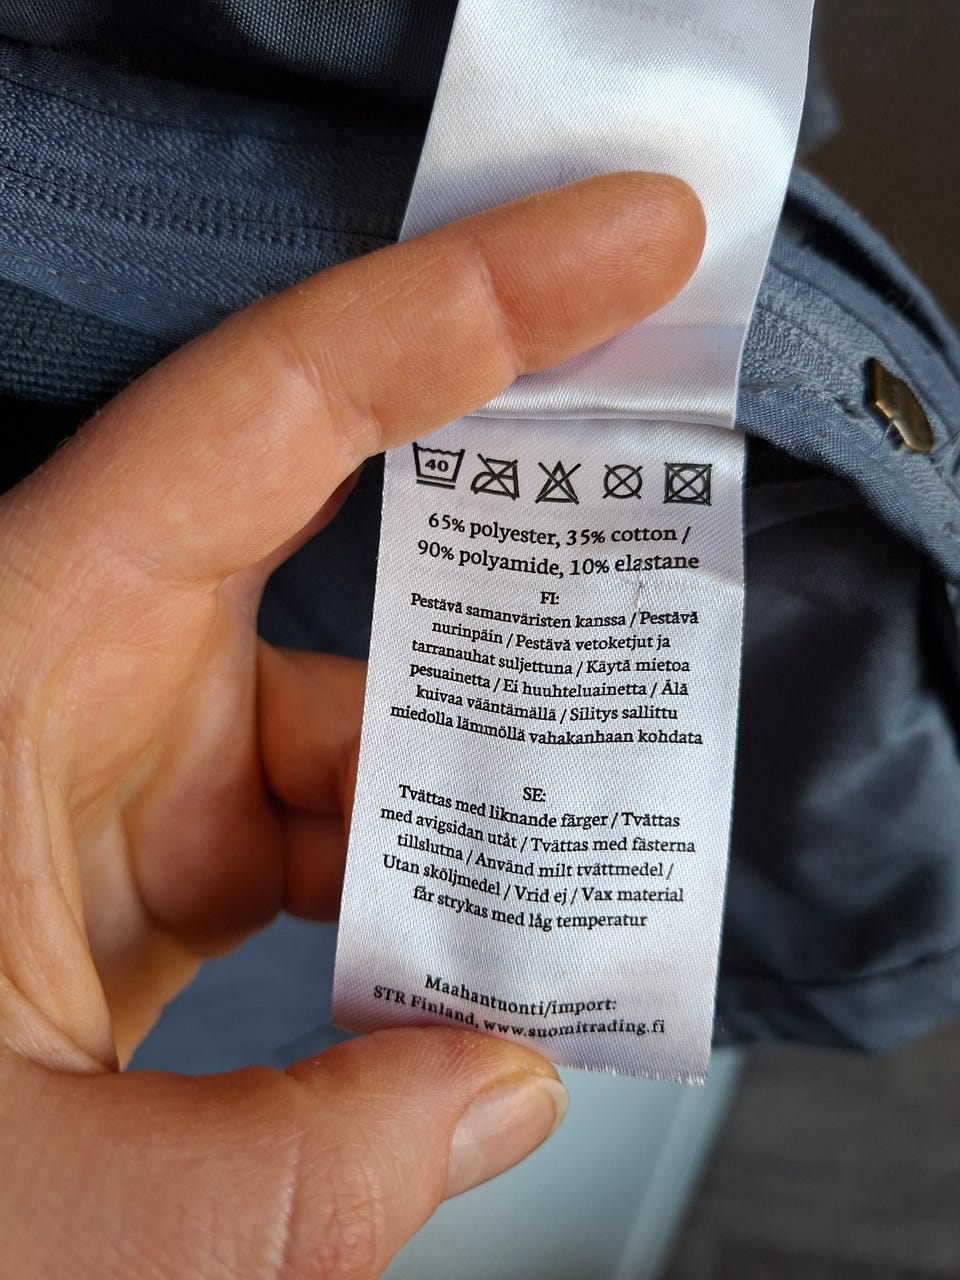 40
65% polyester, 35% cotton /
90% polyamide, 10% elastane
FI:
Pestävä samanväristen kanssa / Pestävä
nurinpäin / Pestävä vetoketjut ja
tarranauhat suljettuna / Käytä mietoa
pesuainetta / Ei huuhteluainetta / Älä
kuivaa vääntämällä / Silitys sallittu
miedolla lämmöllä vahakanhaan kohdata
SE:
Tvättas med liknande färger / Tvättas
med avigsidan utåt / Tvättas med fästerna
tillslutna / Använd milt tvättmedel /
Utan sköljmedel / Vrid ej / Vax material
får strykas med låg temperatur
Maahantuonti/import:
STR Finland, www.suomitrading.fi